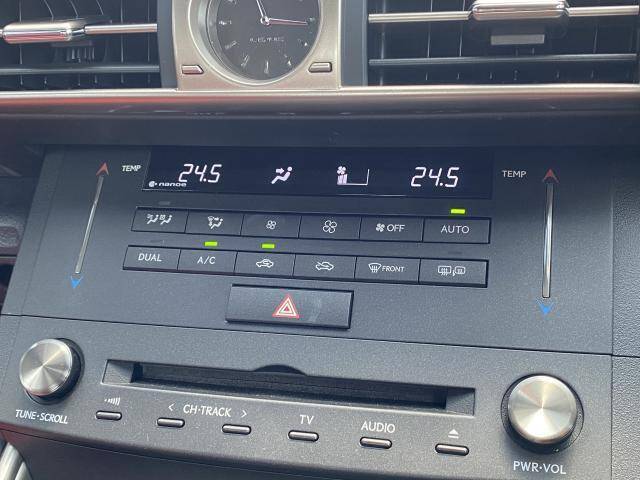 TEMP 24.5 24.5 TEMP
nanoe
OFF AUTO
DUAL A/C FRONT
TUNE·SCROLL < CH·TRACK > TV AUDIO PWR·VOL